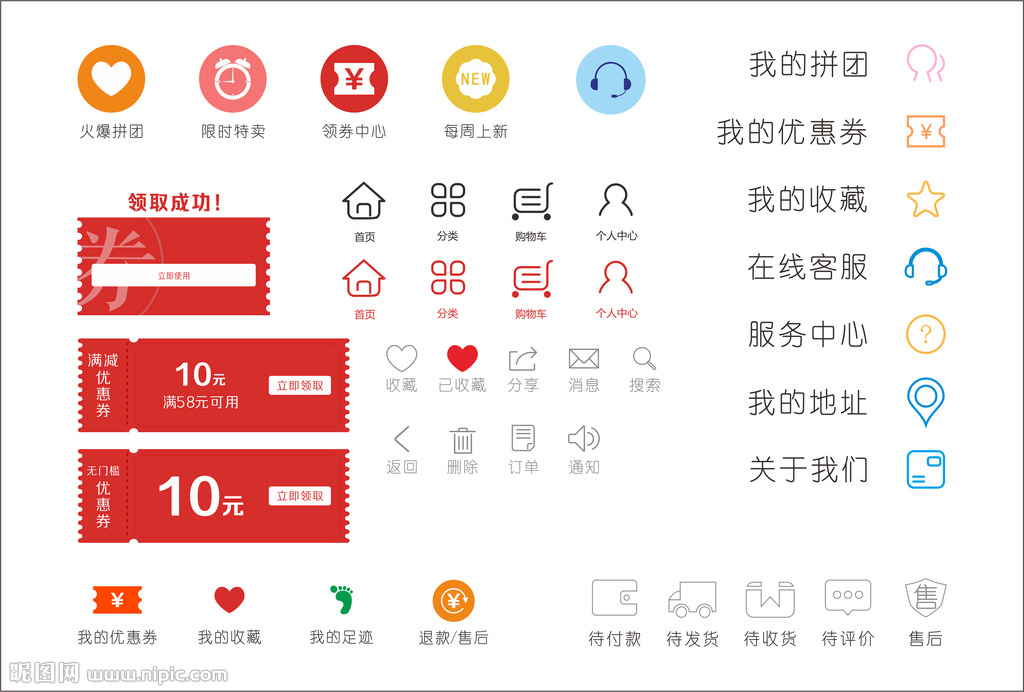 ¥
NEW
火爆拼团
限时特卖
领券中心
每周上新
我的拼团
我的优惠券
¥
我的收藏
在线客服
服务中心
?
我的地址
关于我们
领取成功!
券
立即使用
首页
分类
购物车
个人中心
首页
分类
购物车
个人中心
满减
优惠券
10元
满58元可用
立即领取
无门槛
优惠券
10元
立即领取
收藏
已收藏
分享
消息
搜索
返回
删除
订单
通知
¥
我的优惠券
我的收藏
我的足迹
¥
退款/售后
待付款
待发货
待收货
待评价
售
售后
昵图网 www.nipic.com